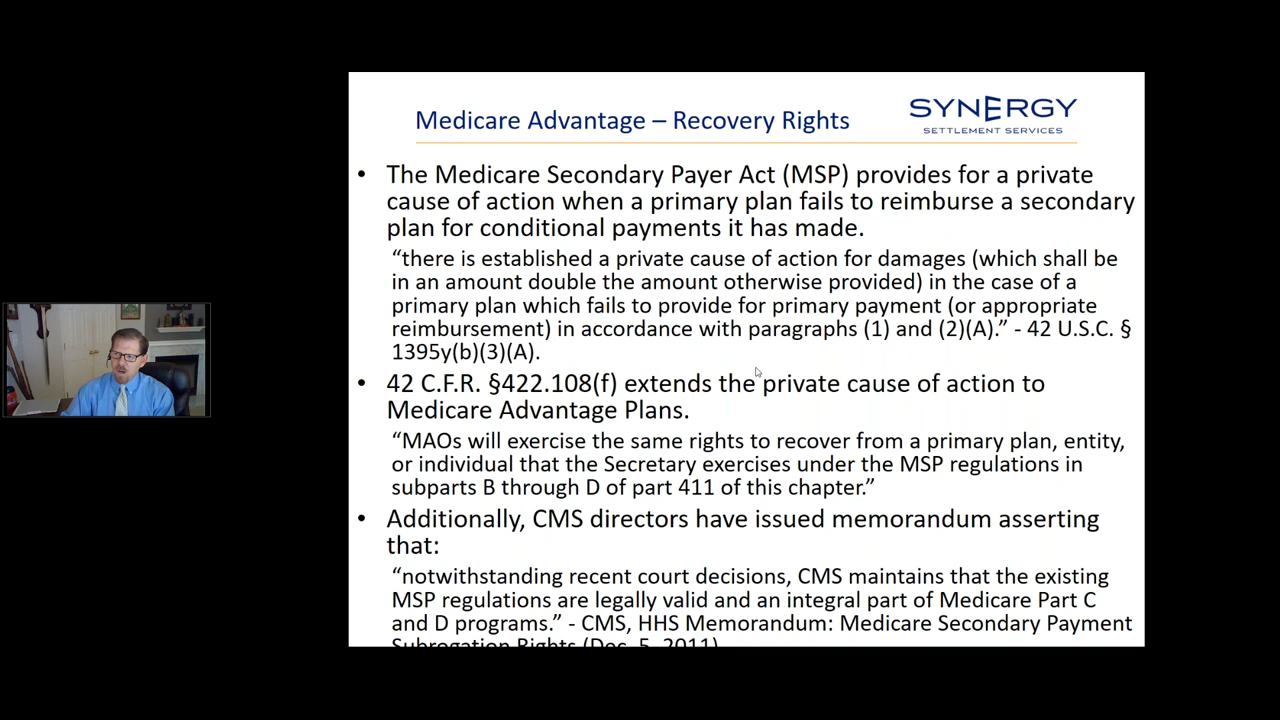 Medicare Advantage – Recovery Rights
SYNERGY
SETTLEMENT SERVICES
• The Medicare Secondary Payer Act (MSP) provides for a private
cause of action when a primary plan fails to reimburse a secondary
plan for conditional payments it has made.
“there is established a private cause of action for damages (which shall be
in an amount double the amount otherwise provided) in the case of a
primary plan which fails to provide for primary payment (or appropriate
reimbursement) in accordance with paragraphs (1) and (2)(A).” - 42 U.S.C. §
1395y(b)(3)(A).
• 42 C.F.R. §422.108(f) extends the private cause of action to
Medicare Advantage Plans.
“MAOs will exercise the same rights to recover from a primary plan, entity,
or individual that the Secretary exercises under the MSP regulations in
subparts B through D of part 411 of this chapter.”
• Additionally, CMS directors have issued memorandum asserting
that:
“notwithstanding recent court decisions, CMS maintains that the existing
MSP regulations are legally valid and an integral part of Medicare Part C
and D programs.” - CMS, HHS Memorandum: Medicare Secondary Payment
Subrogation Rights (Dec. 5, 2011)